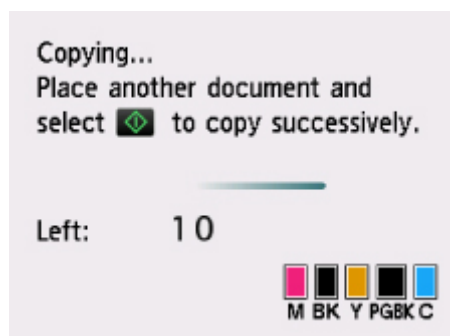 Copying...
Place another document and
select to copy successively.
Left: 10
M BK Y PGBK C